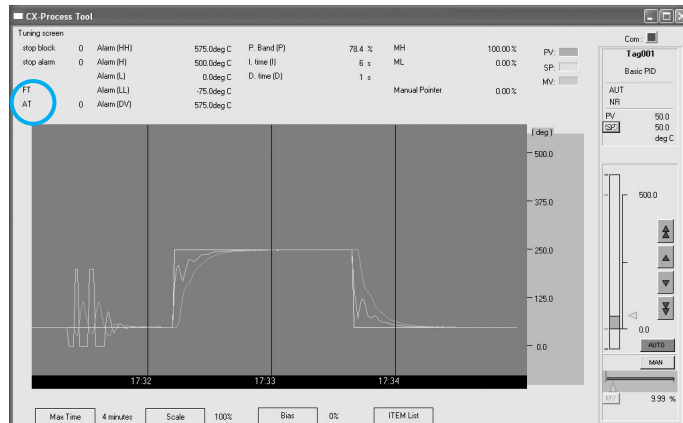 CX-Process Tool
Tuning screen
stop block 0 Alarm (HH) 575.0deg C P. Band (P) 78.4 % MH 100.00 %
stop alarm 0 Alarm (H) 500.0deg C I. time (I) 6 s ML 0.00 %
Alarm (L) 0.0deg C D. time (D) 1 s
FT Alarm (LL) -75.0deg C Manual Pointer 0.00 %
AT 0 Alarm (DV) 575.0deg C
PV:
SP:
MV:
Com:
Tag001
Basic PID
AUT
NR
PV 50.0
SP. 50.0
deg C
(deg)
500.0
375.0
250.0
125.0
0.0
17:32 17:33 17:34
500.0
0.0
AUTO
MAN
MV. 9.99 %
Max Time 4 minutes Scale 100% Bias 0% ITEM List